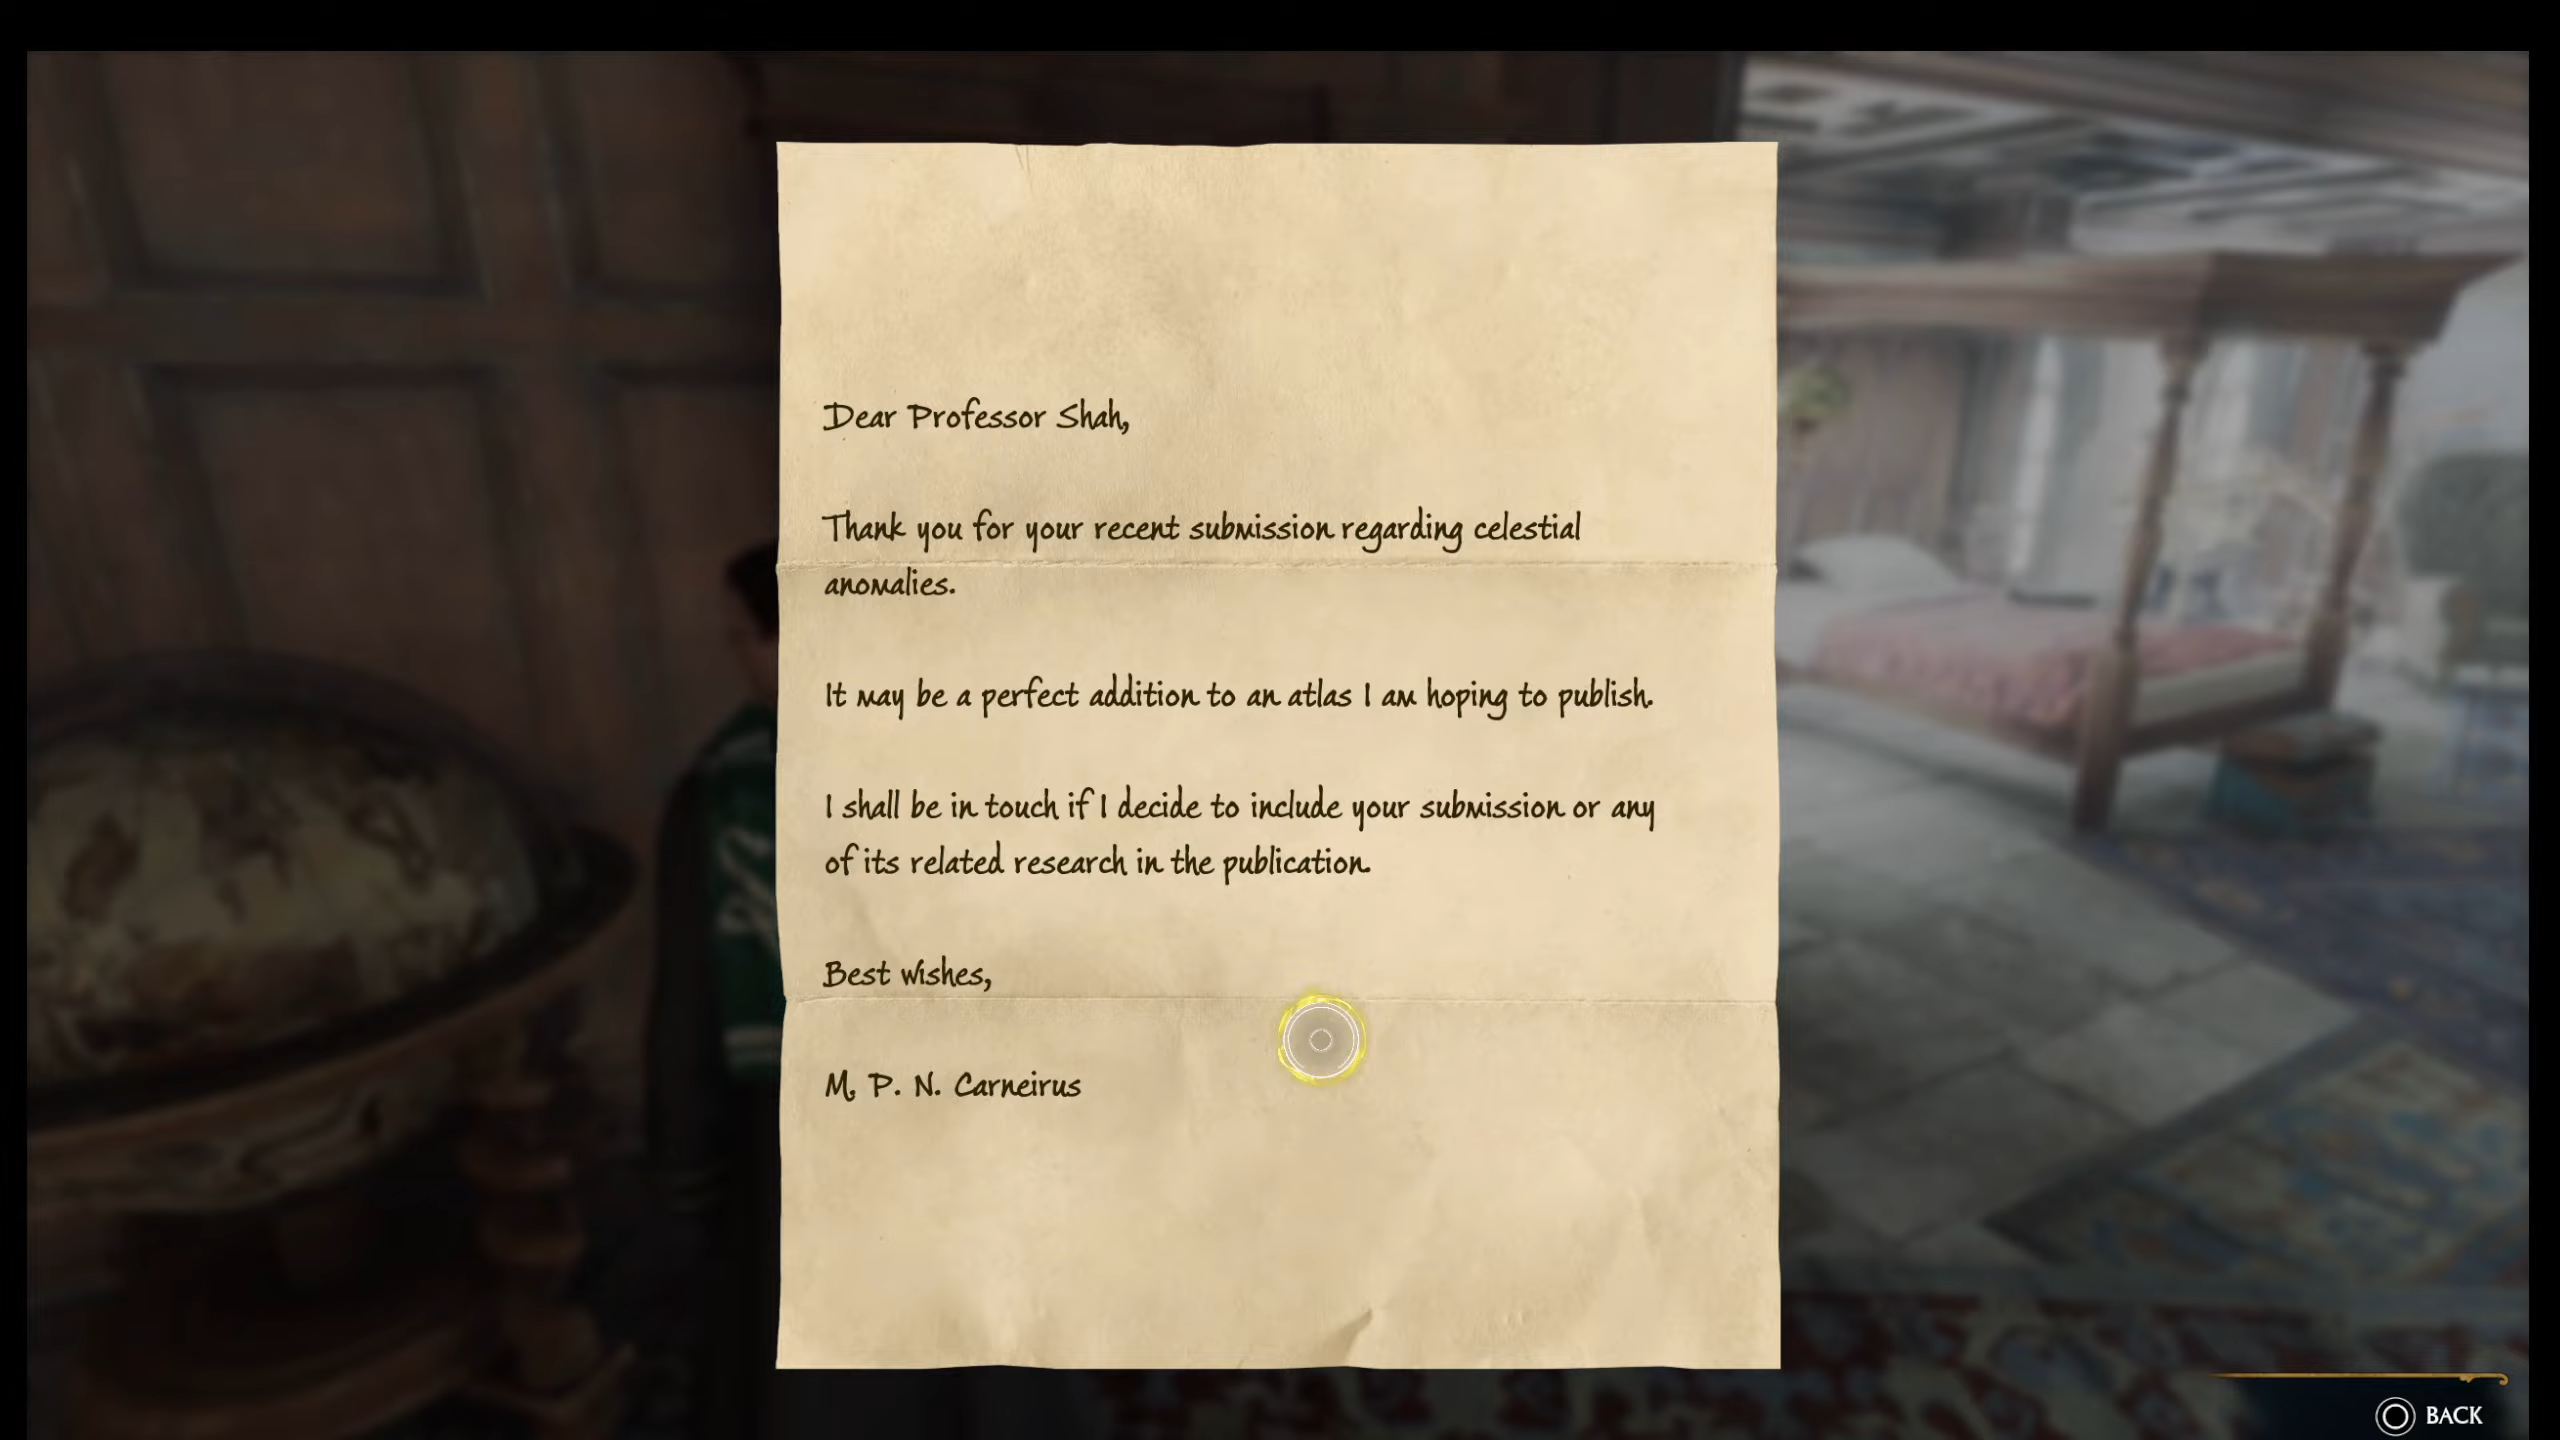 Dear Professor Shah,
Thank you for your recent submission regarding celestial
anomalies.
It may be a perfect addition to an atlas I am hoping to publish.
I shall be in touch if I decide to include your submission or any
of its related research in the publication.
Best wishes,
M. P. N. Carneirus
BACK